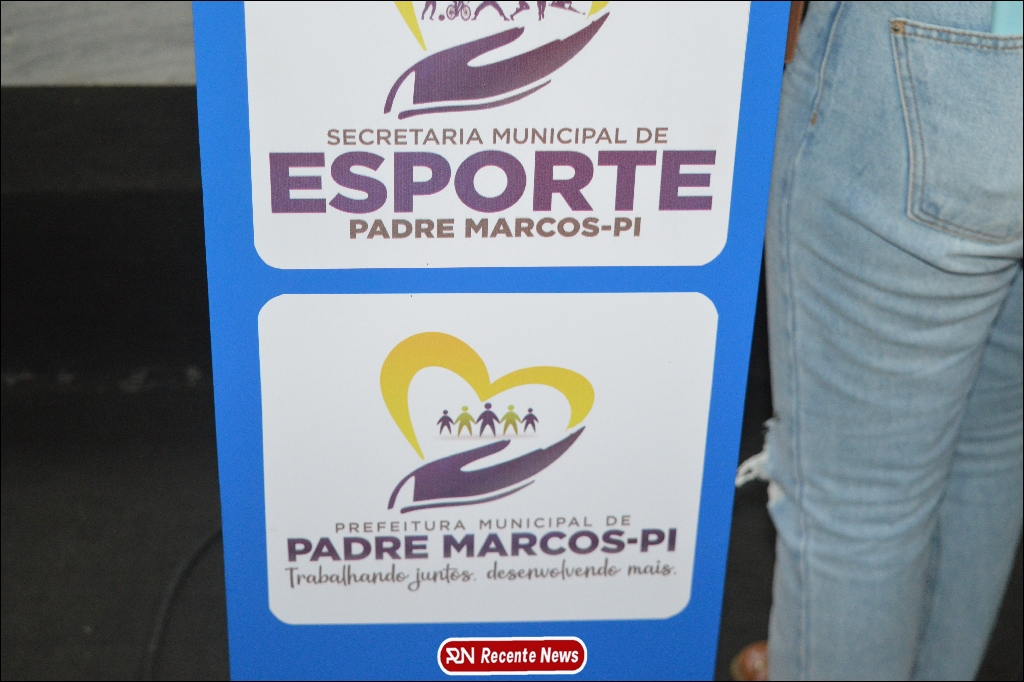 SECRETARIA MUNICIPAL DE
ESPORTE
PADRE MARCOS-PI
PREFEITURA MUNICIPAL DE
PADRE MARCOS-PI
Trabalhando juntos. desenvolvendo mais.
RN Recente News